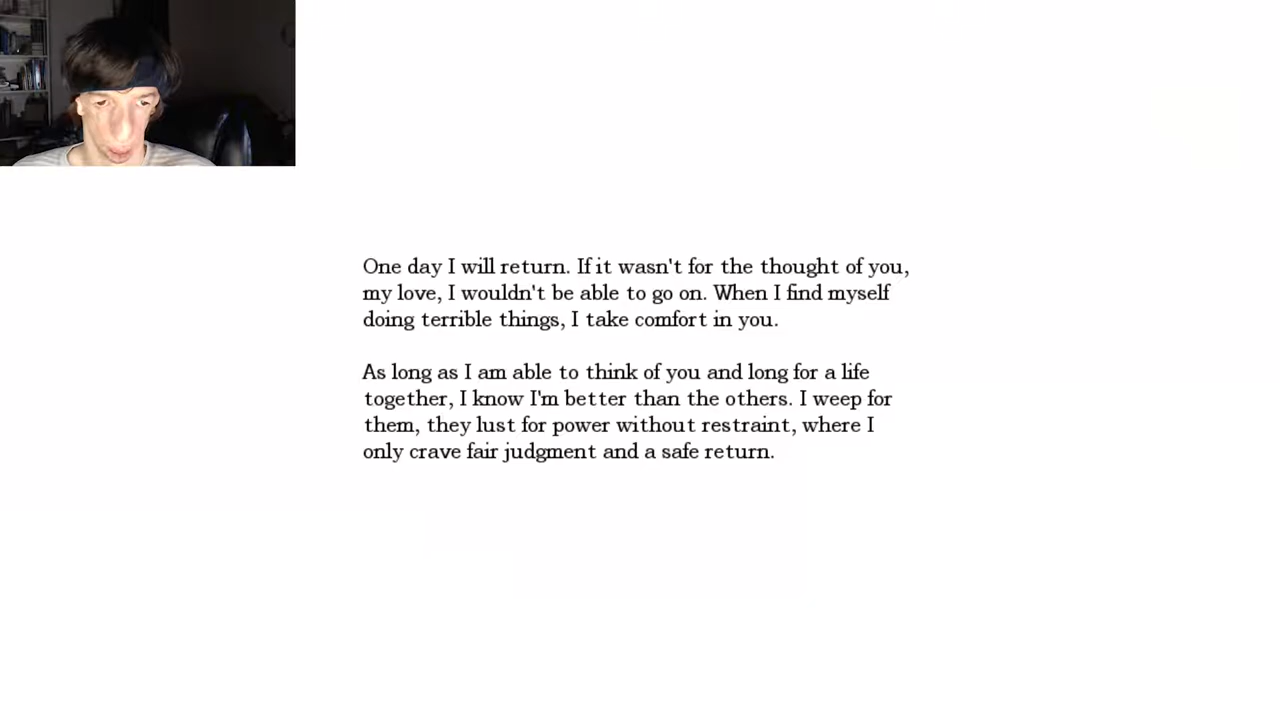 One day I will return. If it wasn't for the thought of you,
my love, I wouldn't be able to go on. When I find myself
doing terrible things, I take comfort in you.
As long as I am able to think of you and long for a life
together, I know I'm better than the others. I weep for
them, they lust for power without restraint, where I
only crave fair judgment and a safe return.